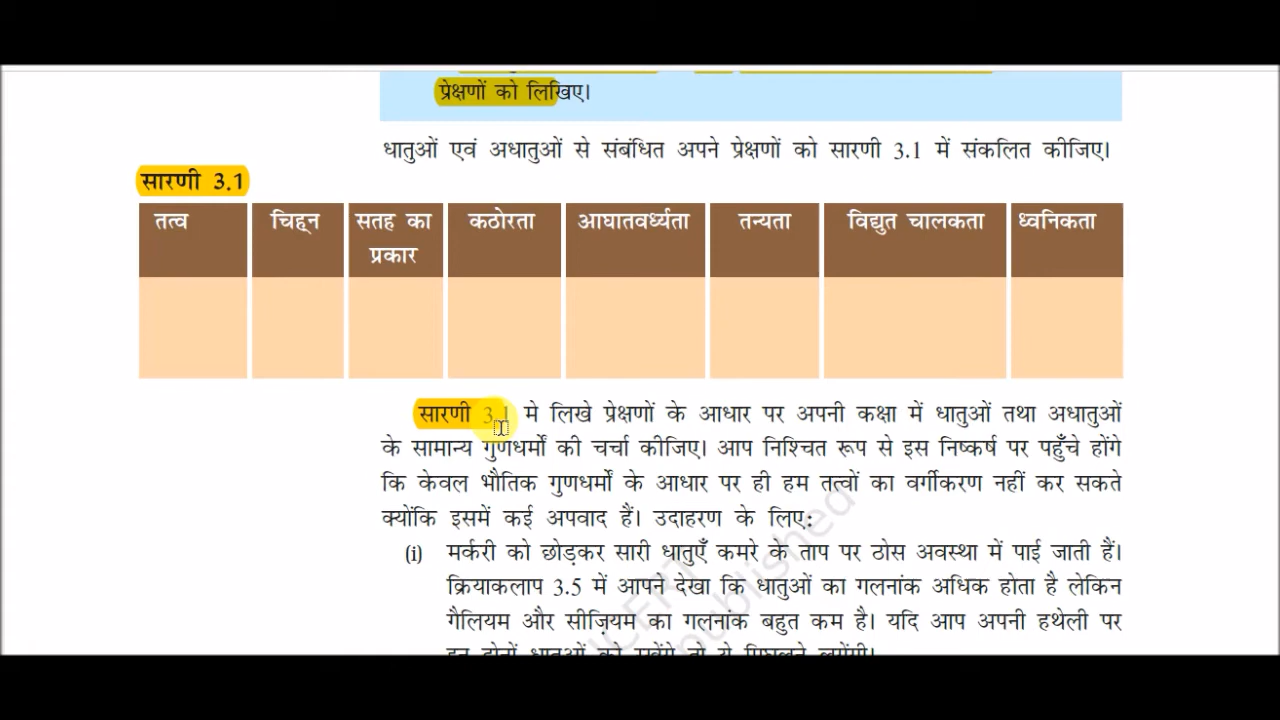 प्रेक्षणों को लिखिए।
धातुओं एवं अधातुओं से संबंधित अपने प्रेक्षणों को सारणी 3.1 में संकलित कीजिए।
सारणी 3.1
तत्व चिह्न सतह का प्रकार कठोरता आघातवर्ध्यता तन्यता विद्युत चालकता ध्वनिकता
सारणी 3.1 मे लिखे प्रेक्षणों के आधार पर अपनी कक्षा में धातुओं तथा अधातुओं
के सामान्य गुणधर्मों की चर्चा कीजिए। आप निश्चित रूप से इस निष्कर्ष पर पहुँचे होंगे
कि केवल भौतिक गुणधर्मों के आधार पर ही हम तत्वों का वर्गीकरण नहीं कर सकते
क्योंकि इसमें कई अपवाद हैं। उदाहरण के लिए:
(i) मर्करी को छोड़कर सारी धातुएँ कमरे के ताप पर ठोस अवस्था में पाई जाती हैं।
क्रियाकलाप 3.5 में आपने देखा कि धातुओं का गलनांक अधिक होता है लेकिन
गैलियम और सीज़ियम का गलनांक बहुत कम है। यदि आप अपनी हथेली पर
published